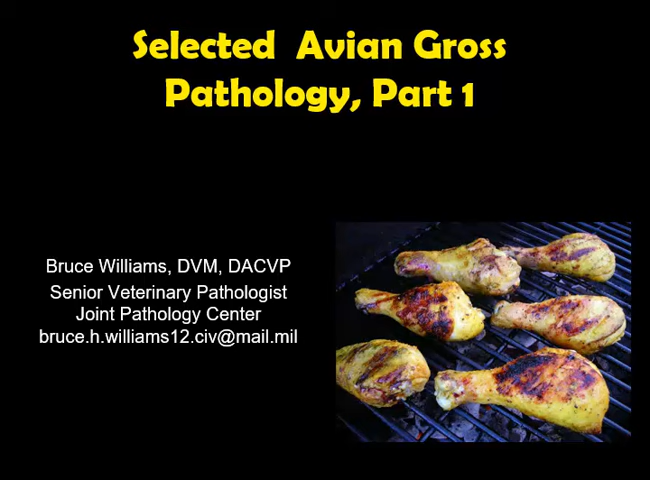 Selected Avian Gross
Pathology, Part 1
Bruce Williams, DVM, DACVP
Senior Veterinary Pathologist
Joint Pathology Center
bruce.h.williams12.civ@mail.mil